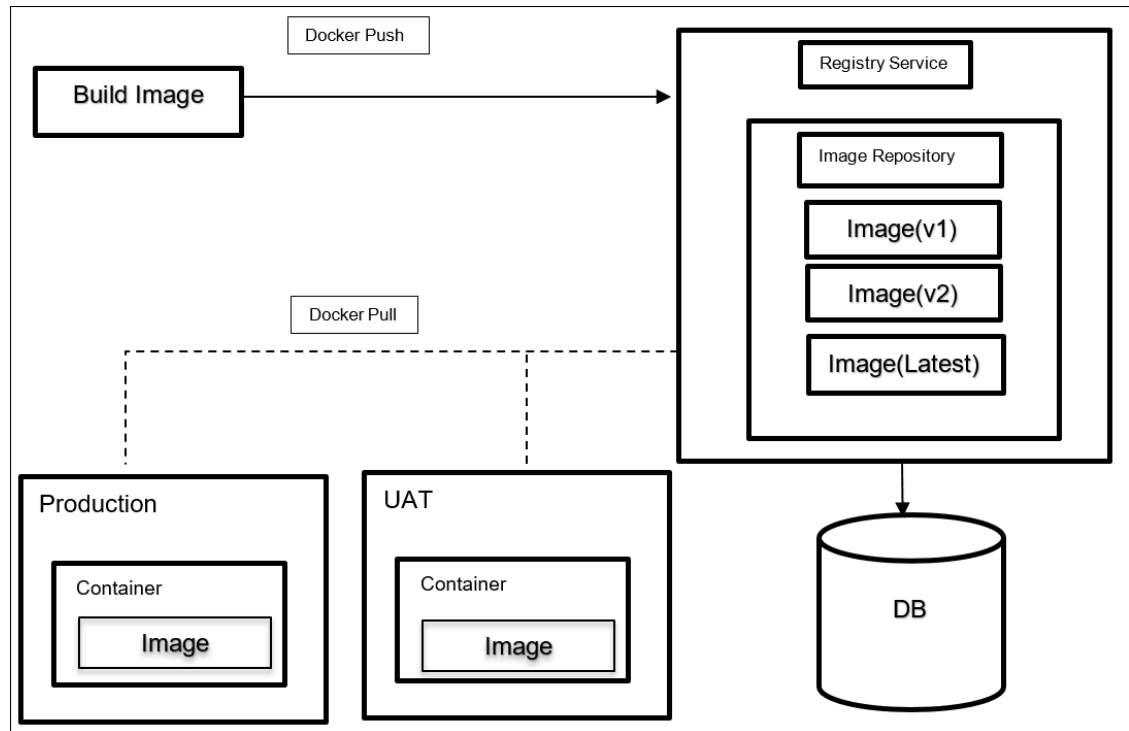 Docker Push
Registry Service
Build Image
Image Repository
Image(v1)
Image(v2)
Docker Pull
Image(Latest)
Production
UAT
Container
Container
Image
Image
DB